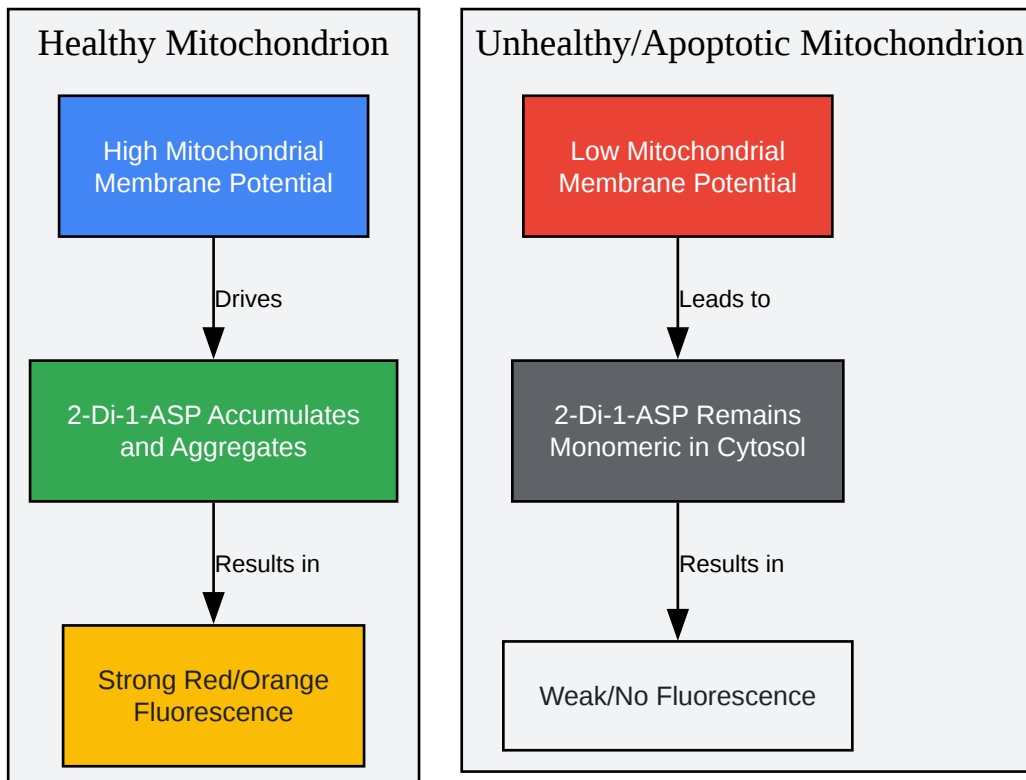 Healthy Mitochondrion
High Mitochondrial
Membrane Potential
Drives
2-Di-1-ASP Accumulates
and Aggregates
Results in
Strong Red/Orange
Fluorescence
Unhealthy/Apoptotic Mitochondrion
Low Mitochondrial
Membrane Potential
Leads to
2-Di-1-ASP Remains
Monomeric in Cytosol
Results in
Weak/No Fluorescence